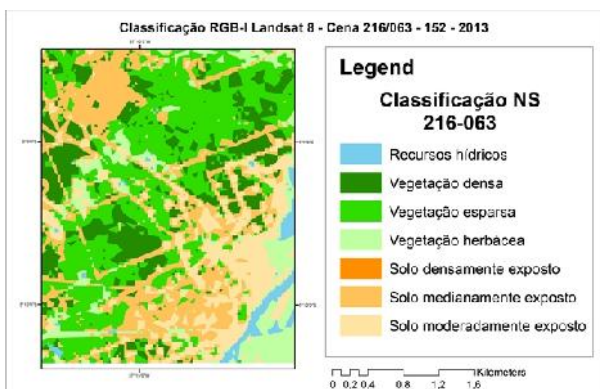 Classificação RGB-I Landsat 8 - Cena 216/063 - 152 - 2013
Legend
Classificação NS
216-063
Recursos hídricos
Vegetação densa
Vegetação esparsa
Vegetação herbácea
Solo densamente exposto
Solo medianamente exposto
Solo moderadamente exposto
Kilometers
0 0,2 0,4 0,8 1,2 1,6